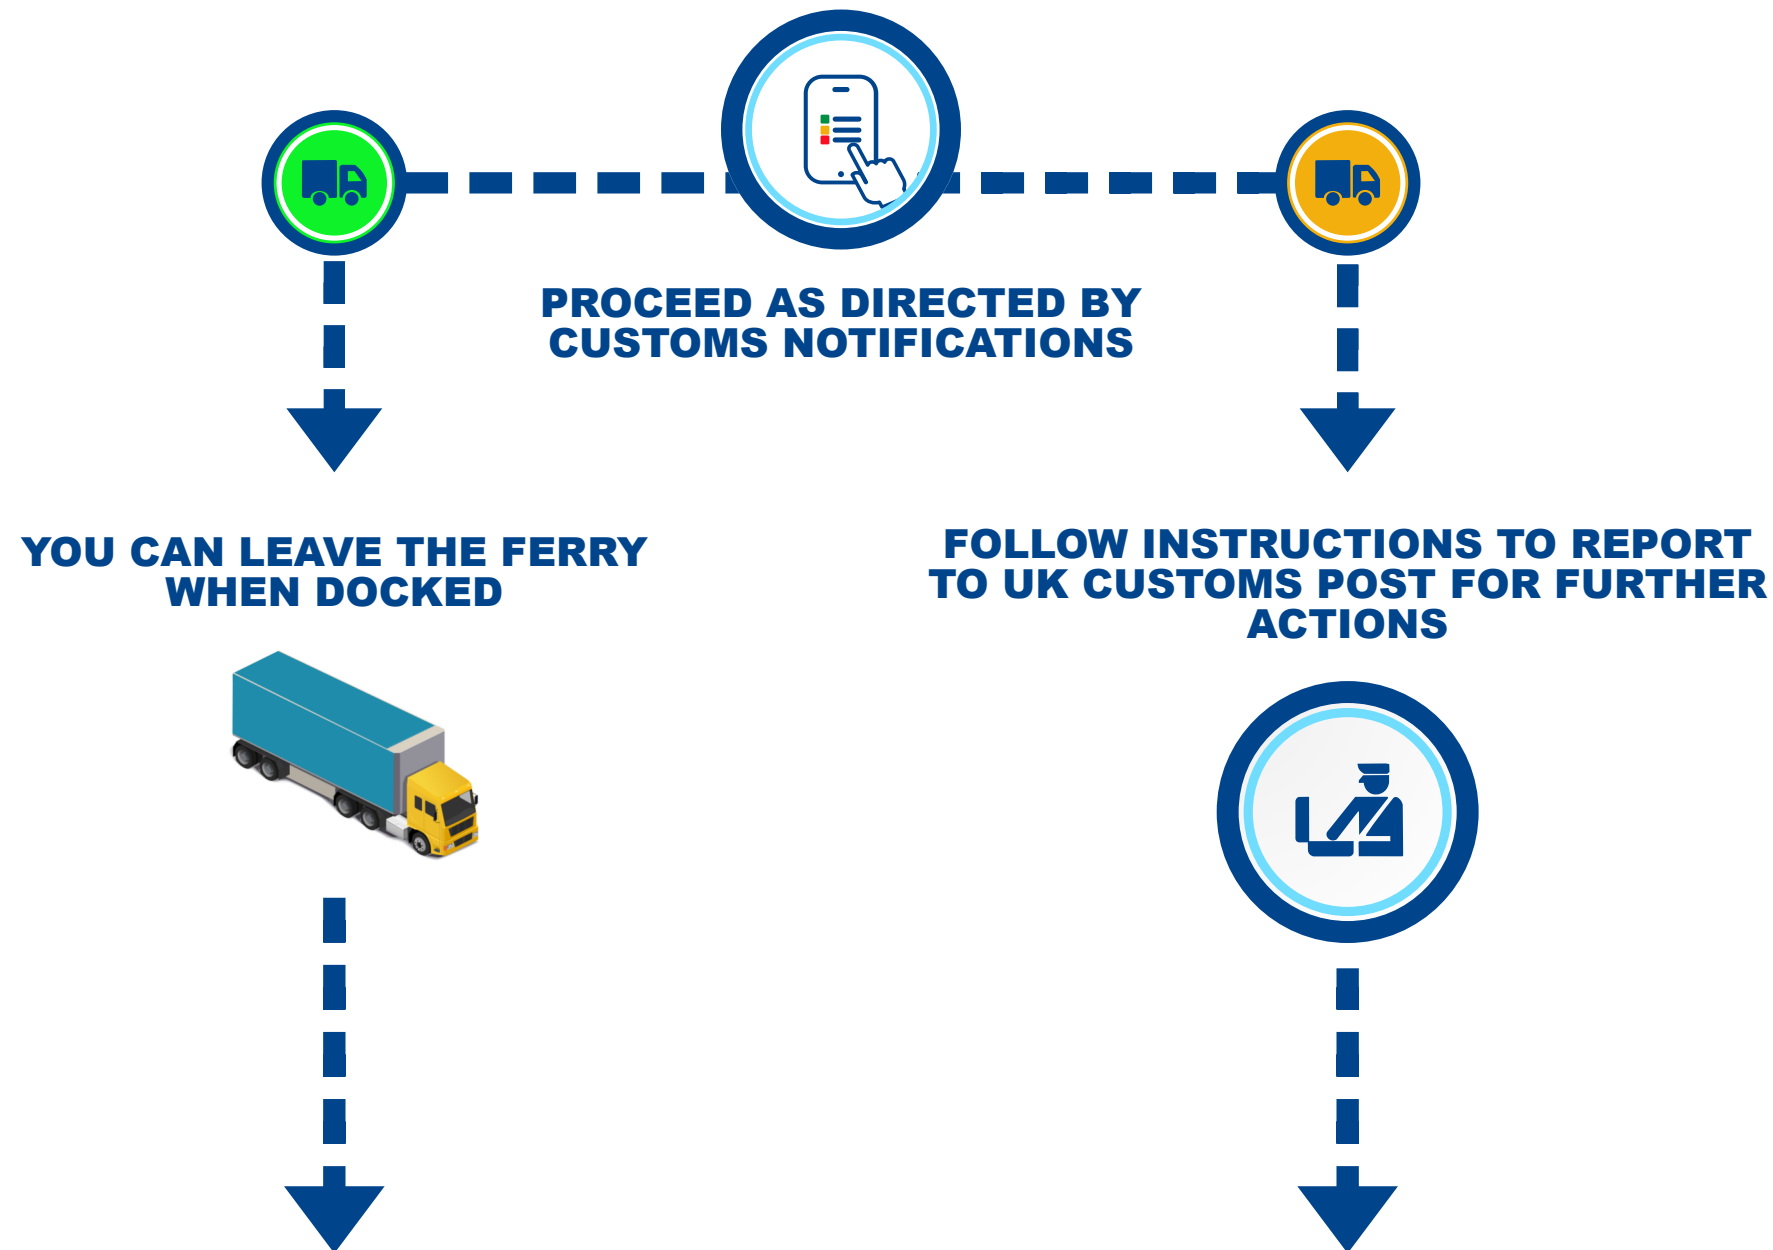 PROCEED AS DIRECTED BY
CUSTOMS NOTIFICATIONS
YOU CAN LEAVE THE FERRY
WHEN DOCKED
FOLLOW INSTRUCTIONS TO REPORT
TO UK CUSTOMS POST FOR FURTHER
ACTIONS